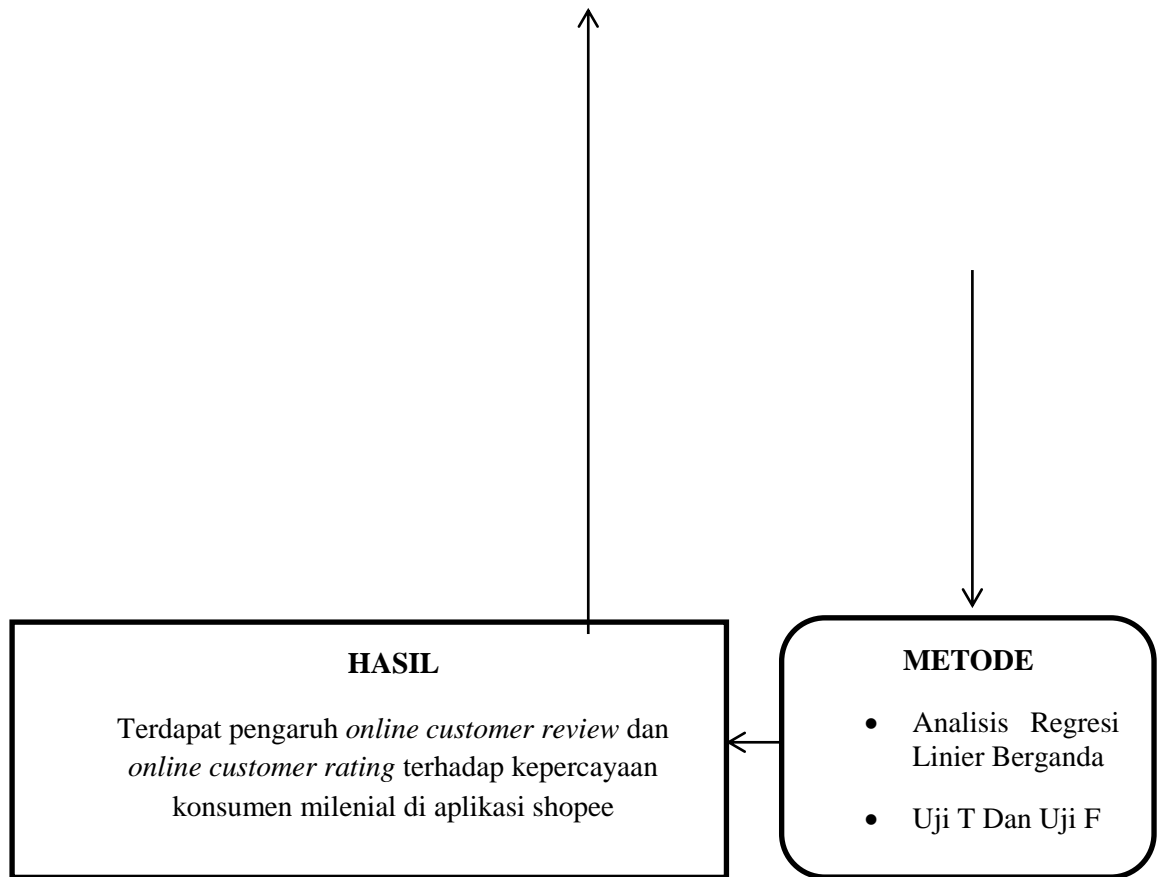 HASIL
Terdapat pengaruh online customer review dan
online customer rating terhadap kepercayaan
konsumen milenial di aplikasi shopee
METODE
• Analisis Regresi
Linier Berganda
• Uji T Dan Uji F